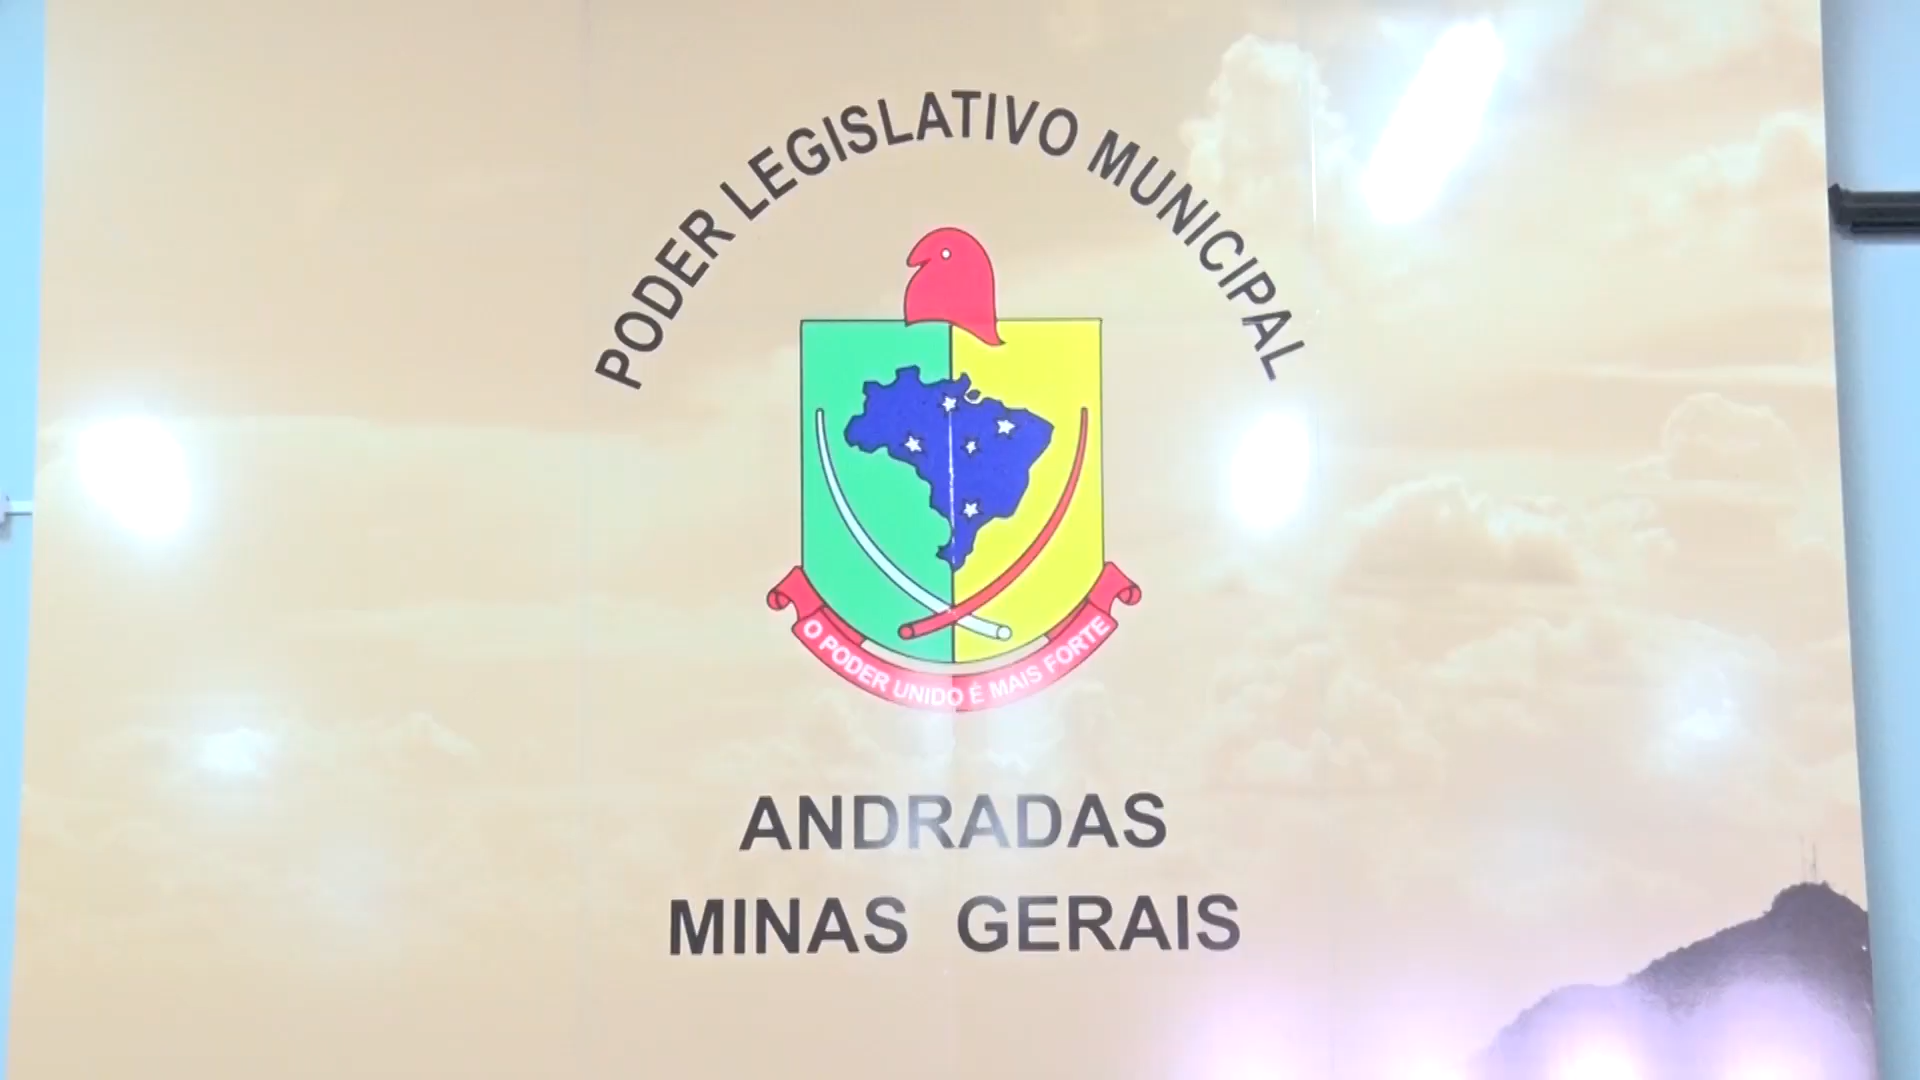 PODER LEGISLATIVO MUNICIPAL
O PODER UNIDO É MAIS FORTE
ANDRADAS
MINAS GERAIS